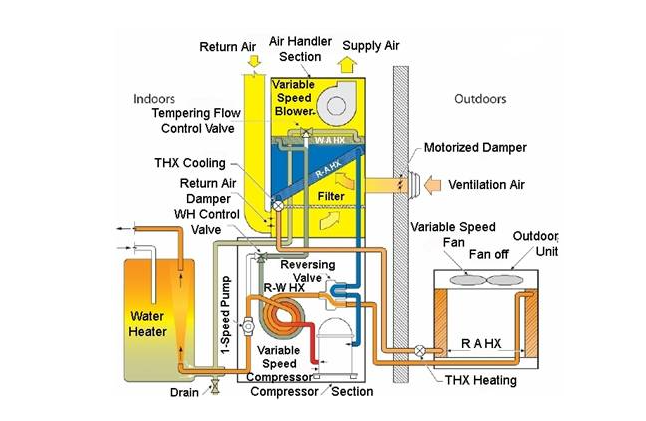 Return Air
Air Handler
Section
Supply Air
Variable
Speed
Blower
Indoors
Outdoors
Tempering Flow
Control Valve
W-A HX
Motorized Damper
THX Cooling
R-A HX
Return Air
Damper
Filter
Ventilation Air
WH Control
Valve
Variable Speed
Fan
Fan off
Outdoor
Unit
Reversing
Valve
1-Speed Pump
R-W HX
Water
Heater
R A HX
Variable
Speed
Compressor
THX Heating
Drain
Compressor Section